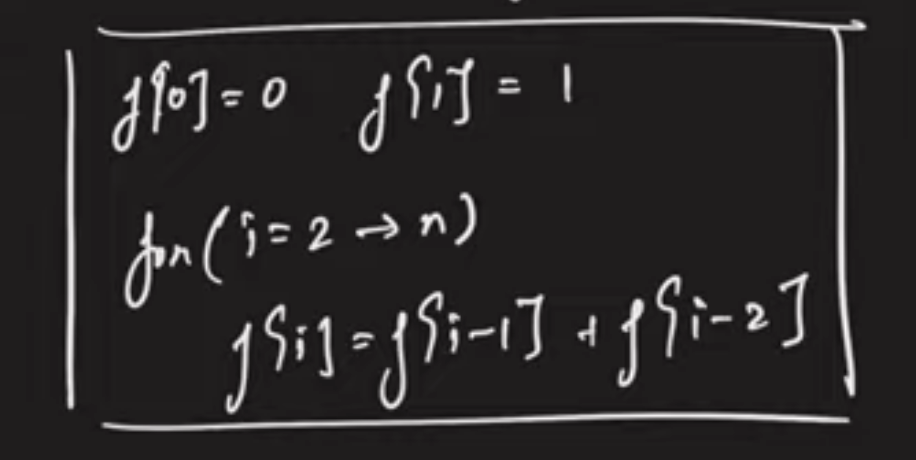 f[0] = 0 f[1] = 1
for(i = 2 → n)
f[i] = f[i-1] + f[i-2]